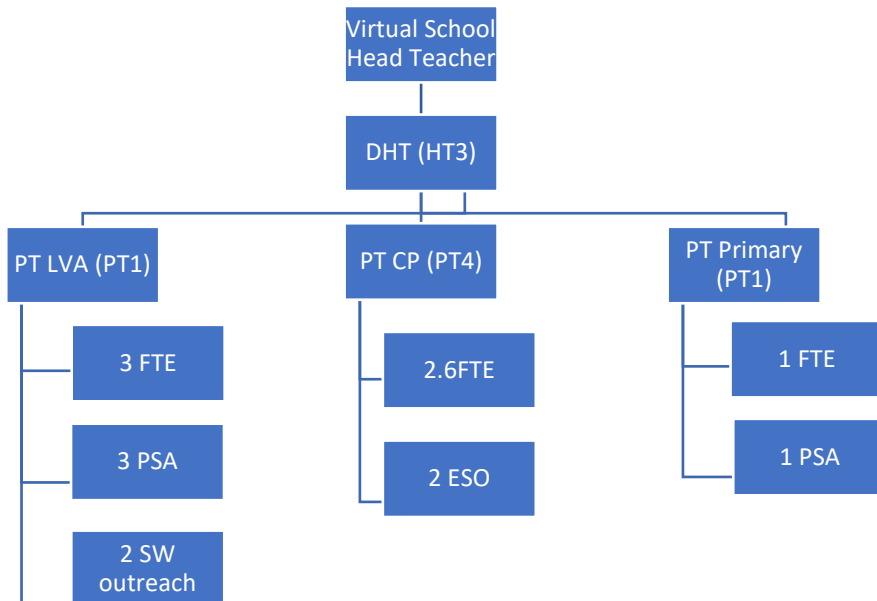 Virtual School
Head Teacher
DHT (HT3)
PT LVA (PT1)
PT CP (PT4)
PT Primary
(PT1)
3 FTE
2.6FTE
1 FTE
3 PSA
2 ESO
1 PSA
2 SW
outreach